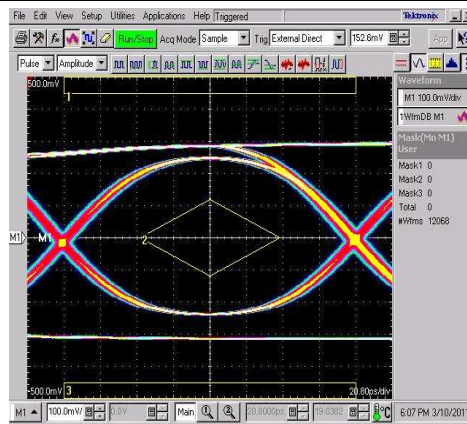 File Edit View Setup Utilities Applications Help Triggered Tektronix
Run/Stop Acq Mode Sample Trig External Direct 152.6mV App
Pulse Amplitude
500.0mV
1
Waveform
M1 100.0mV/div
1WfmDB M1
Mask(Mn M1)
User
Mask1 0
Mask2 0
Mask3 0
Total 0
#Wfms 12068
M1 M1 2
-500.0mV 3 20.80ps/div
M1 100.0mV 0.0V Main 20.8000ps °C 6:07 PM 3/10/201